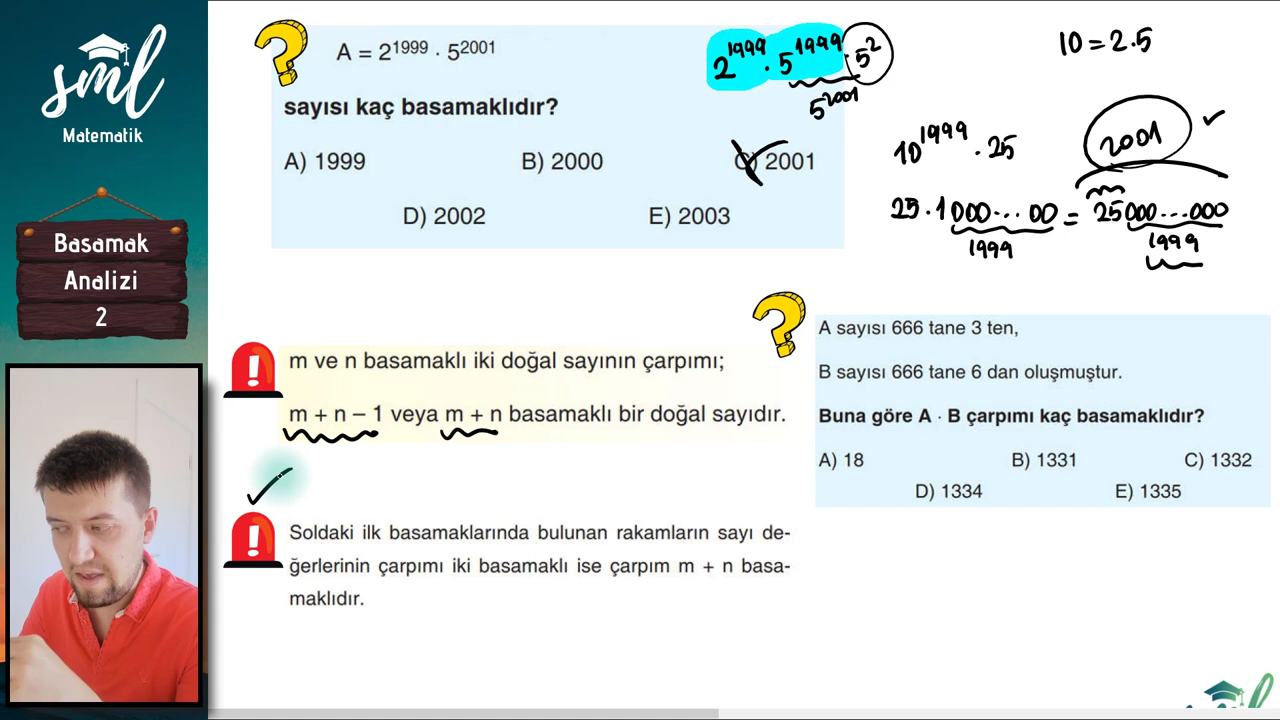 sml
Matematik
Basamak
Analizi
2
A = 2^1999 · 5^2001
sayısı kaç basamaklıdır?
A) 1999
B) 2000
C) 2001
D) 2002
E) 2003
2^1999 · 5^1999 · 5^2
5^2001
10 = 2.5
10^1999 . 25
2001
25.1000...00 = 25000...000
1999
1999
m ve n basamaklı iki doğal sayının çarpımı;
m + n – 1 veya m + n basamaklı bir doğal sayıdır.
Soldaki ilk basamaklarında bulunan rakamların sayı de-
ğerlerinin çarpımı iki basamaklı ise çarpım m + n basa-
maklıdır.
A sayısı 666 tane 3 ten,
B sayısı 666 tane 6 dan oluşmuştur.
Buna göre A · B çarpımı kaç basamaklıdır?
A) 18
B) 1331
C) 1332
D) 1334
E) 1335